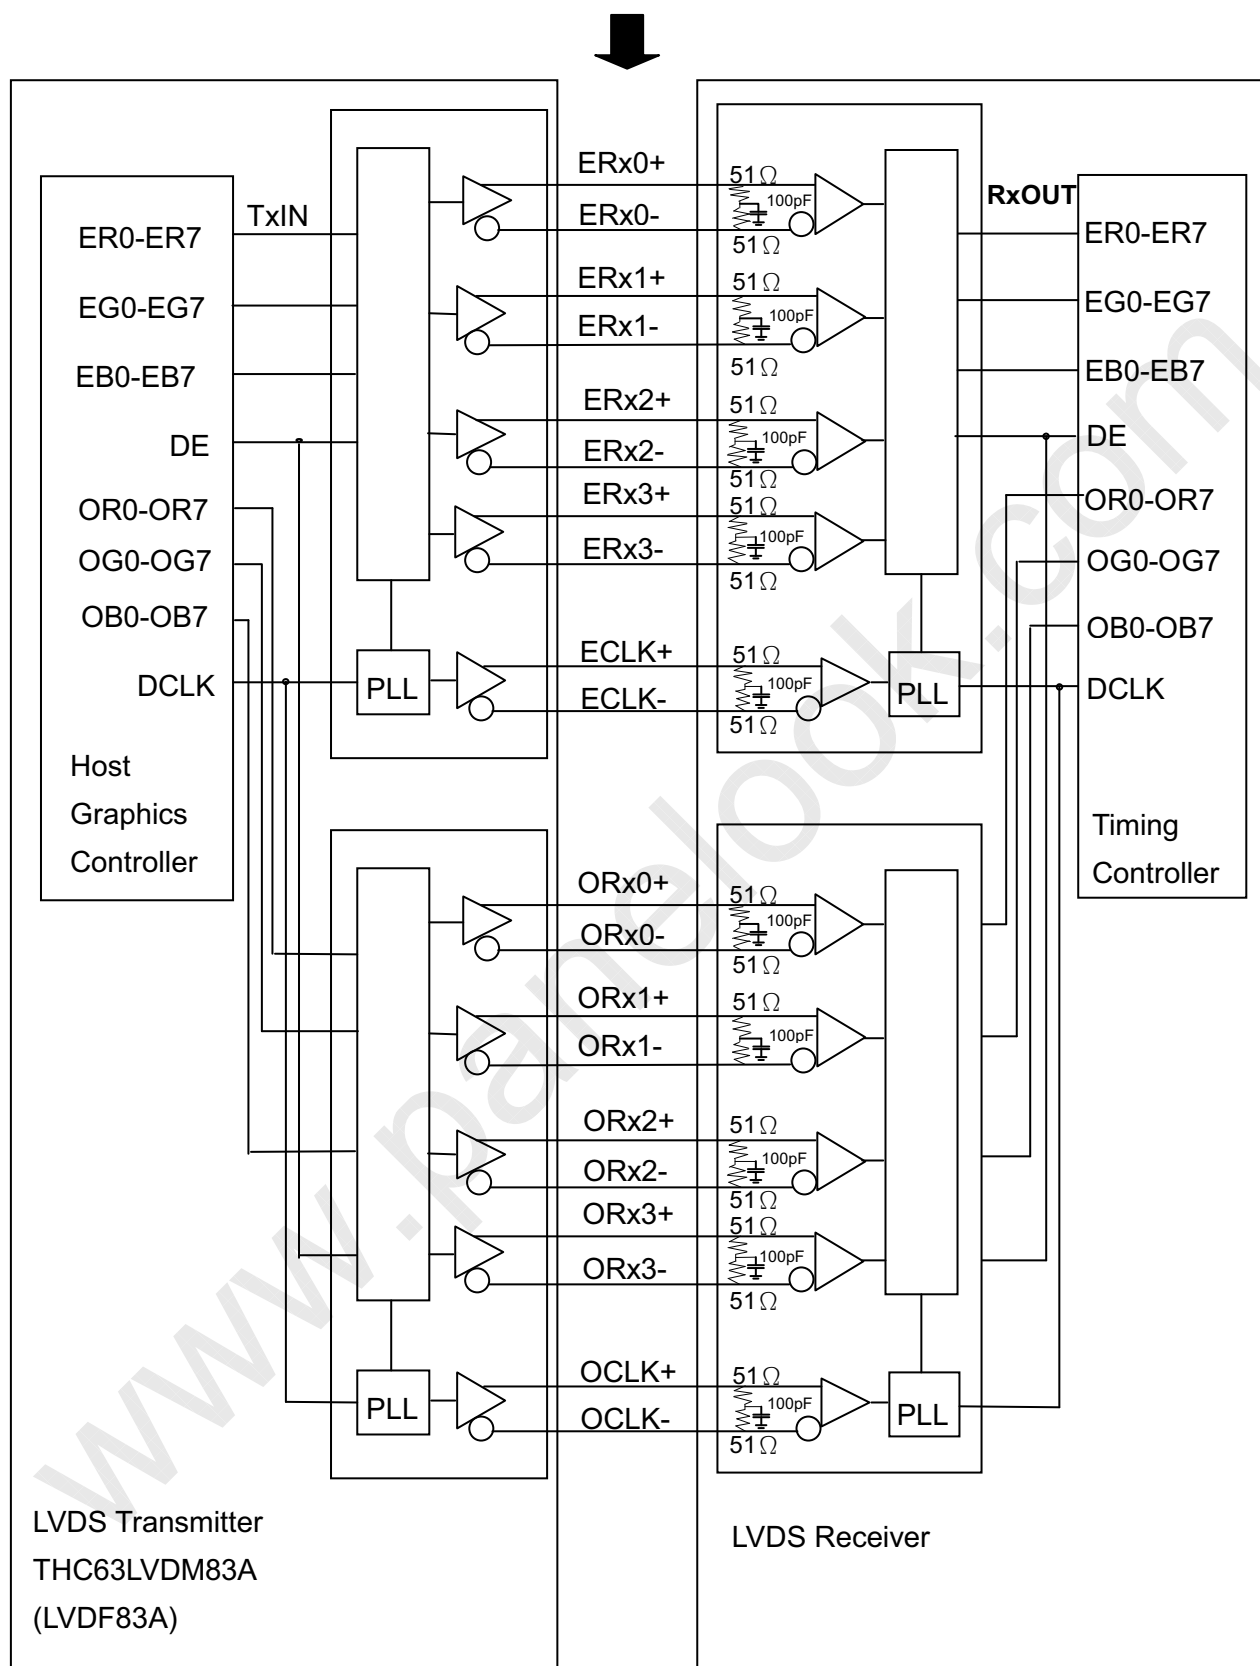 ER0-ER7
EG0-EG7
EB0-EB7
DE
OR0-OR7
OG0-OG7
OB0-OB7
DCLK
Host
Graphics
Controller
TxIN
PLL
ERx0+
ERx0-
ERx1+
ERx1-
ERx2+
ERx2-
ERx3+
ERx3-
ECLK+
ECLK-
51Ω
100pF
51Ω
51Ω
100pF
51Ω
51Ω
100pF
51Ω
51Ω
100pF
51Ω
51Ω
100pF
51Ω
PLL
RxOUT
ER0-ER7
EG0-EG7
EB0-EB7
DE
OR0-OR7
OG0-OG7
OB0-OB7
DCLK
Timing
Controller
PLL
ORx0+
ORx0-
ORx1+
ORx1-
ORx2+
ORx2-
ORx3+
ORx3-
OCLK+
OCLK-
51Ω
100pF
51Ω
51Ω
100pF
51Ω
100pF
51Ω
51Ω
100pF
51Ω
51Ω
100pF
51Ω
PLL
LVDS Transmitter
THC63LVDM83A
(LVDF83A)
LVDS Receiver
www.panelook.com